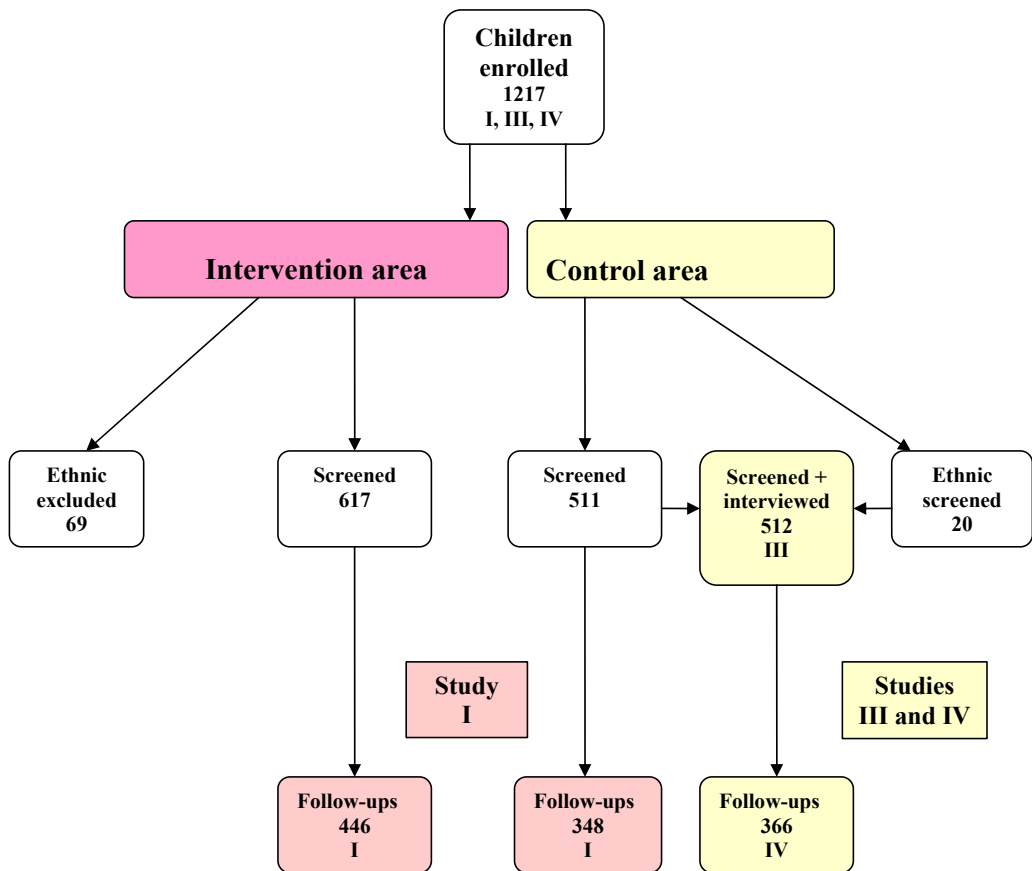 Children
enrolled
1217
I, III, IV
Intervention area
Control area
Ethnic
excluded
69
Screened
617
Screened
511
Screened +
interviewed
512
III
Ethnic
screened
20
Study
I
Studies
III and IV
Follow-ups
446
I
Follow-ups
348
I
Follow-ups
366
IV